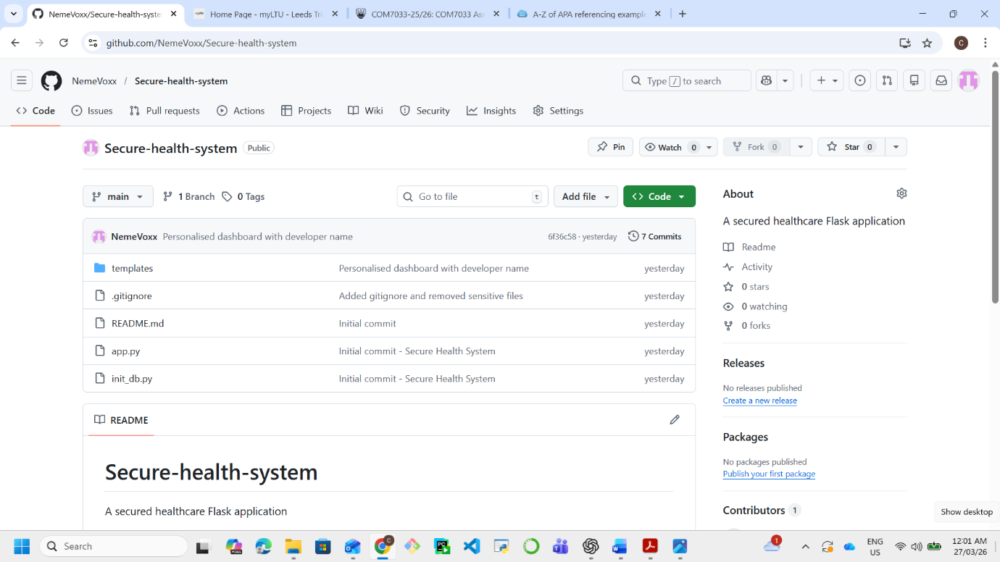 NemeVoxx/Secure-health-syste
Home Page - myLTU - Leeds Tri
COM7033-25/26: COM7033 Ass
A-Z of APA referencing example
github.com/NemeVoxx/Secure-health-system
C
NemeVoxx / Secure-health-system
Type / to search
Code
Issues
Pull requests
Actions
Projects
Wiki
Security
Insights
Settings
Secure-health-system Public
Pin
Watch 0
Fork 0
Star 0
main
1 Branch
0 Tags
Go to file t
Add file
Code
NemeVoxx Personalised dashboard with developer name 6f36c58 · yesterday 7 Commits
templates Personalised dashboard with developer name yesterday
.gitignore Added gitignore and removed sensitive files yesterday
README.md Initial commit yesterday
app.py Initial commit - Secure Health System yesterday
init_db.py Initial commit - Secure Health System yesterday
README
Secure-health-system
A secured healthcare Flask application
About
A secured healthcare Flask application
Readme
Activity
0 stars
0 watching
0 forks
Releases
No releases published
Create a new release
Packages
No packages published
Publish your first package
Contributors 1
Show desktop
Search
1
ENG
US
12:01 AM
27/03/26